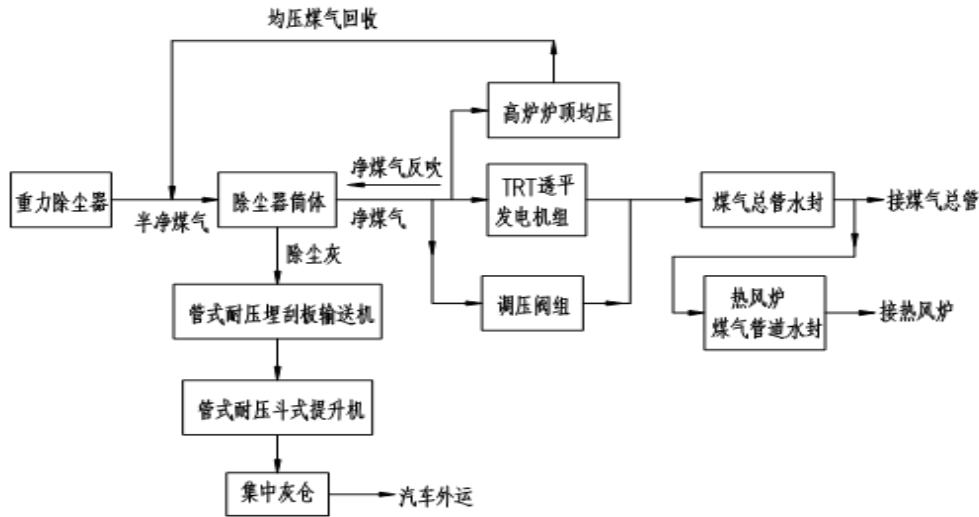 均压煤气回收
高炉炉顶均压
净煤气反吹
重力除尘器
半净煤气
除尘器筒体
净煤气
TRT透平
发电机组
煤气总管水封
接煤气总管
除尘灰
管式耐压埋刮板输送机
调压阀组
热风炉
煤气管道水封
接热风炉
管式耐压斗式提升机
集中灰仓
汽车外运